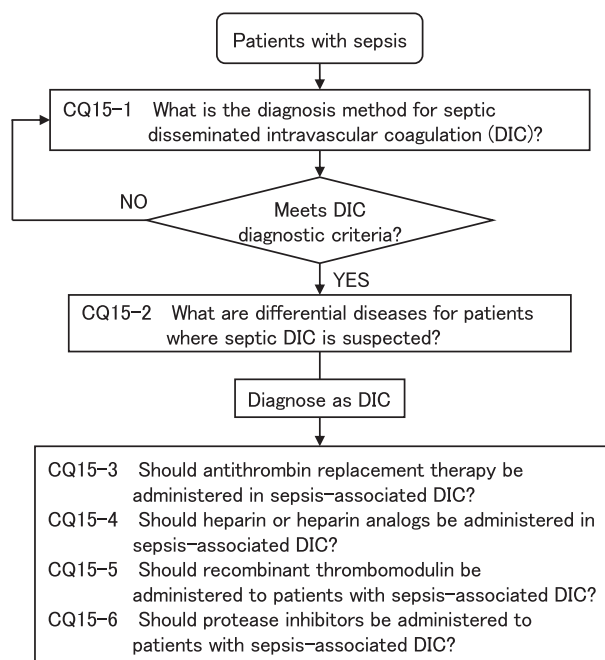 Patients with sepsis
CQ15-1 What is the diagnosis method for septic
disseminated intravascular coagulation (DIC)?
NO
Meets DIC
diagnostic criteria?
YES
CQ15-2 What are differential diseases for patients
where septic DIC is suspected?
Diagnose as DIC
CQ15-3 Should antithrombin replacement therapy be
administered in sepsis-associated DIC?
CQ15-4 Should heparin or heparin analogs be administered in
sepsis-associated DIC?
CQ15-5 Should recombinant thrombomodulin be
administered to patients with sepsis-associated DIC?
CQ15-6 Should protease inhibitors be administered to
patients with sepsis-associated DIC?